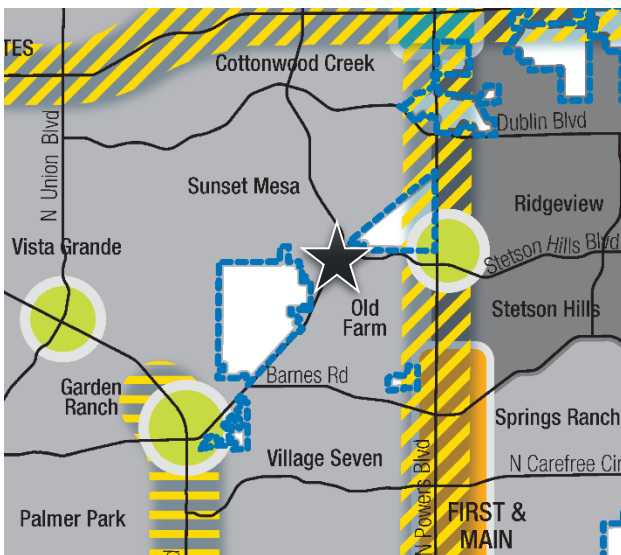 TES
Cottonwood Creek
N Union Blvd
Dublin Blvd
Sunset Mesa
Ridgeview
Vista Grande
Stetson Hills Blvd
Old
Farm
Stetson Hills
Barnes Rd
Garden
Ranch
Springs Ranch
Village Seven
N Carefree Cir
N Powers Blvd
Palmer Park
FIRST &
MAIN